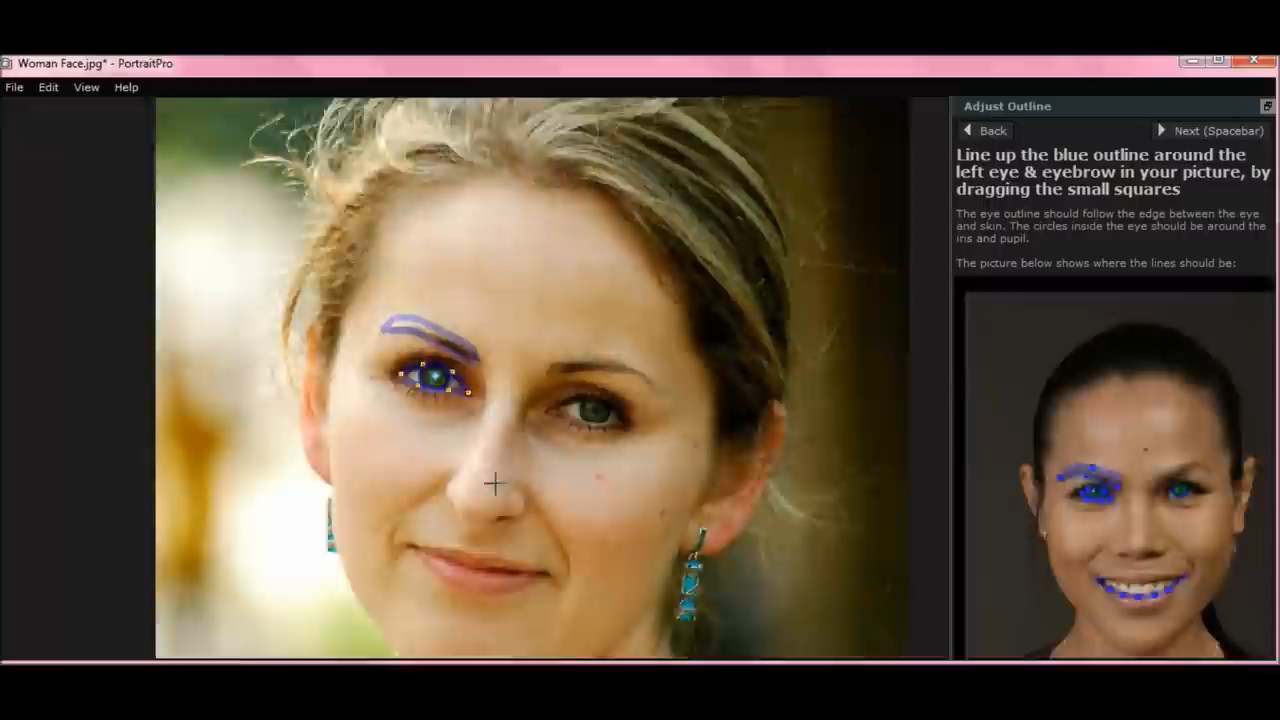 Woman Face.jpg* - PortraitPro
File Edit View Help
Adjust Outline
Back Next (Spacebar)
Line up the blue outline around the
left eye & eyebrow in your picture, by
dragging the small squares
The eye outline should follow the edge between the eye
and skin. The circles inside the eye should be around the
iris and pupil.
The picture below shows where the lines should be: